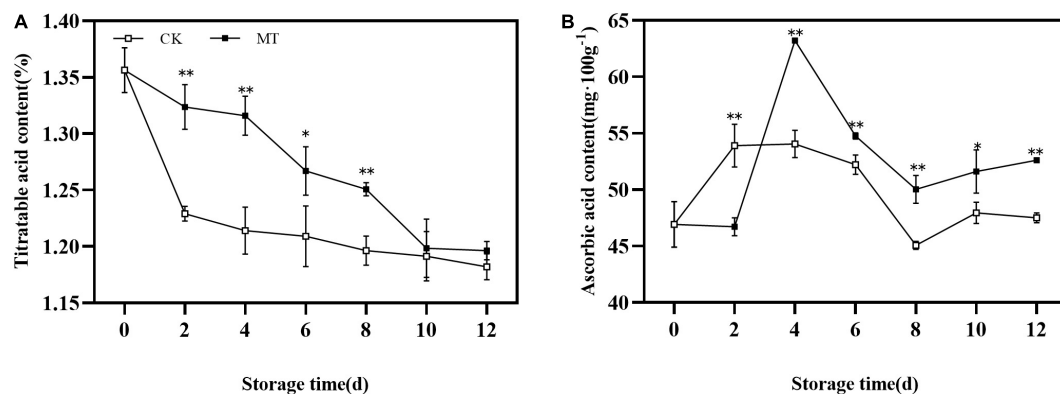 A
1.40
1.35
1.30
1.25
1.20
1.15
Titratable acid content(%)
CK MT
** ** * **
0 2 4 6 8 10 12
Storage time(d)
B
65
60
55
50
45
40
Ascorbic acid content(mg·100g-1)
** ** ** ** * **
0 2 4 6 8 10 12
Storage time(d)